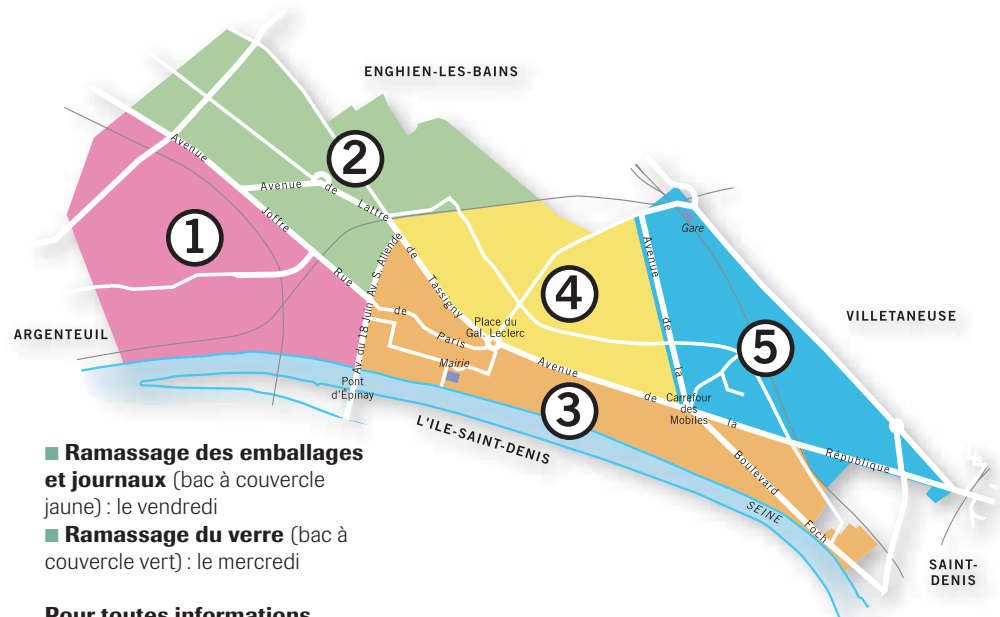 ENGHIEN-LES-BAINS
2
Avenue
Avenue de Lattre de Tassigny
Joffre
1
Rue de Paris
Av. S. Allende
Av. du 18 Juin
Gare
4
Place du
Gal. Leclerc
Mairie
Avenue de la République
Avenue de la
5
VILLETANEUSE
ARGENTEUIL
Pont
d'Épinay
3
Carrefour
des
Mobiles
L'ILE-SAINT-DENIS
Boulevard Foch
SEINE
SAINT-
DENIS
■ Ramassage des emballages
et journaux (bac à couvercle
jaune) : le vendredi
■ Ramassage du verre (bac à
couvercle vert) : le mercredi
Pour toutes informations